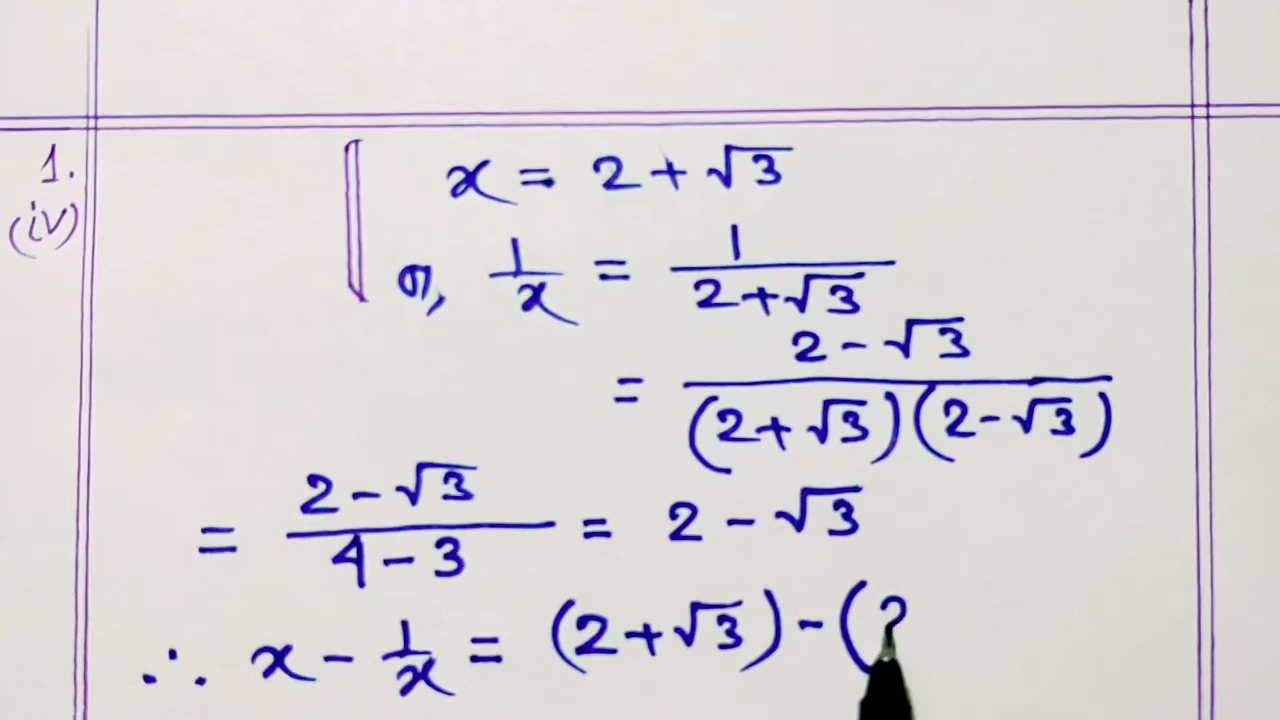 1.
(iv)
x = 2 + √3
বা, 1/x = 1/(2+√3)
= (2 - √3)/((2+√3)(2-√3))
= (2-√3)/(4-3) = 2 - √3
∴ x - 1/x = (2+√3) - (2